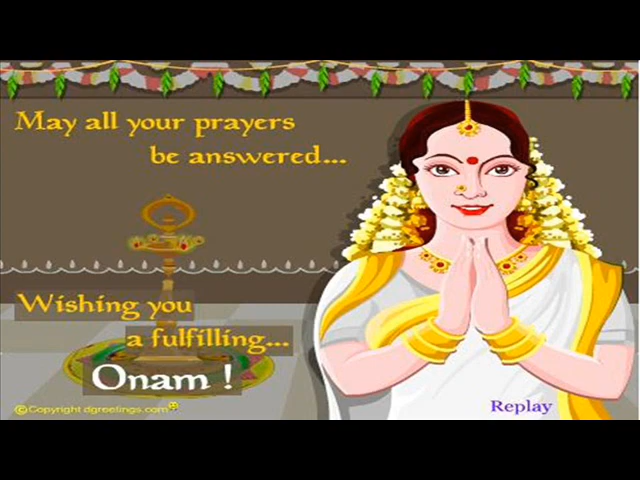 May all your prayers
be answered...
Wishing you
a fulfilling...
Onam !
©Copyright dgreetings.com
Replay